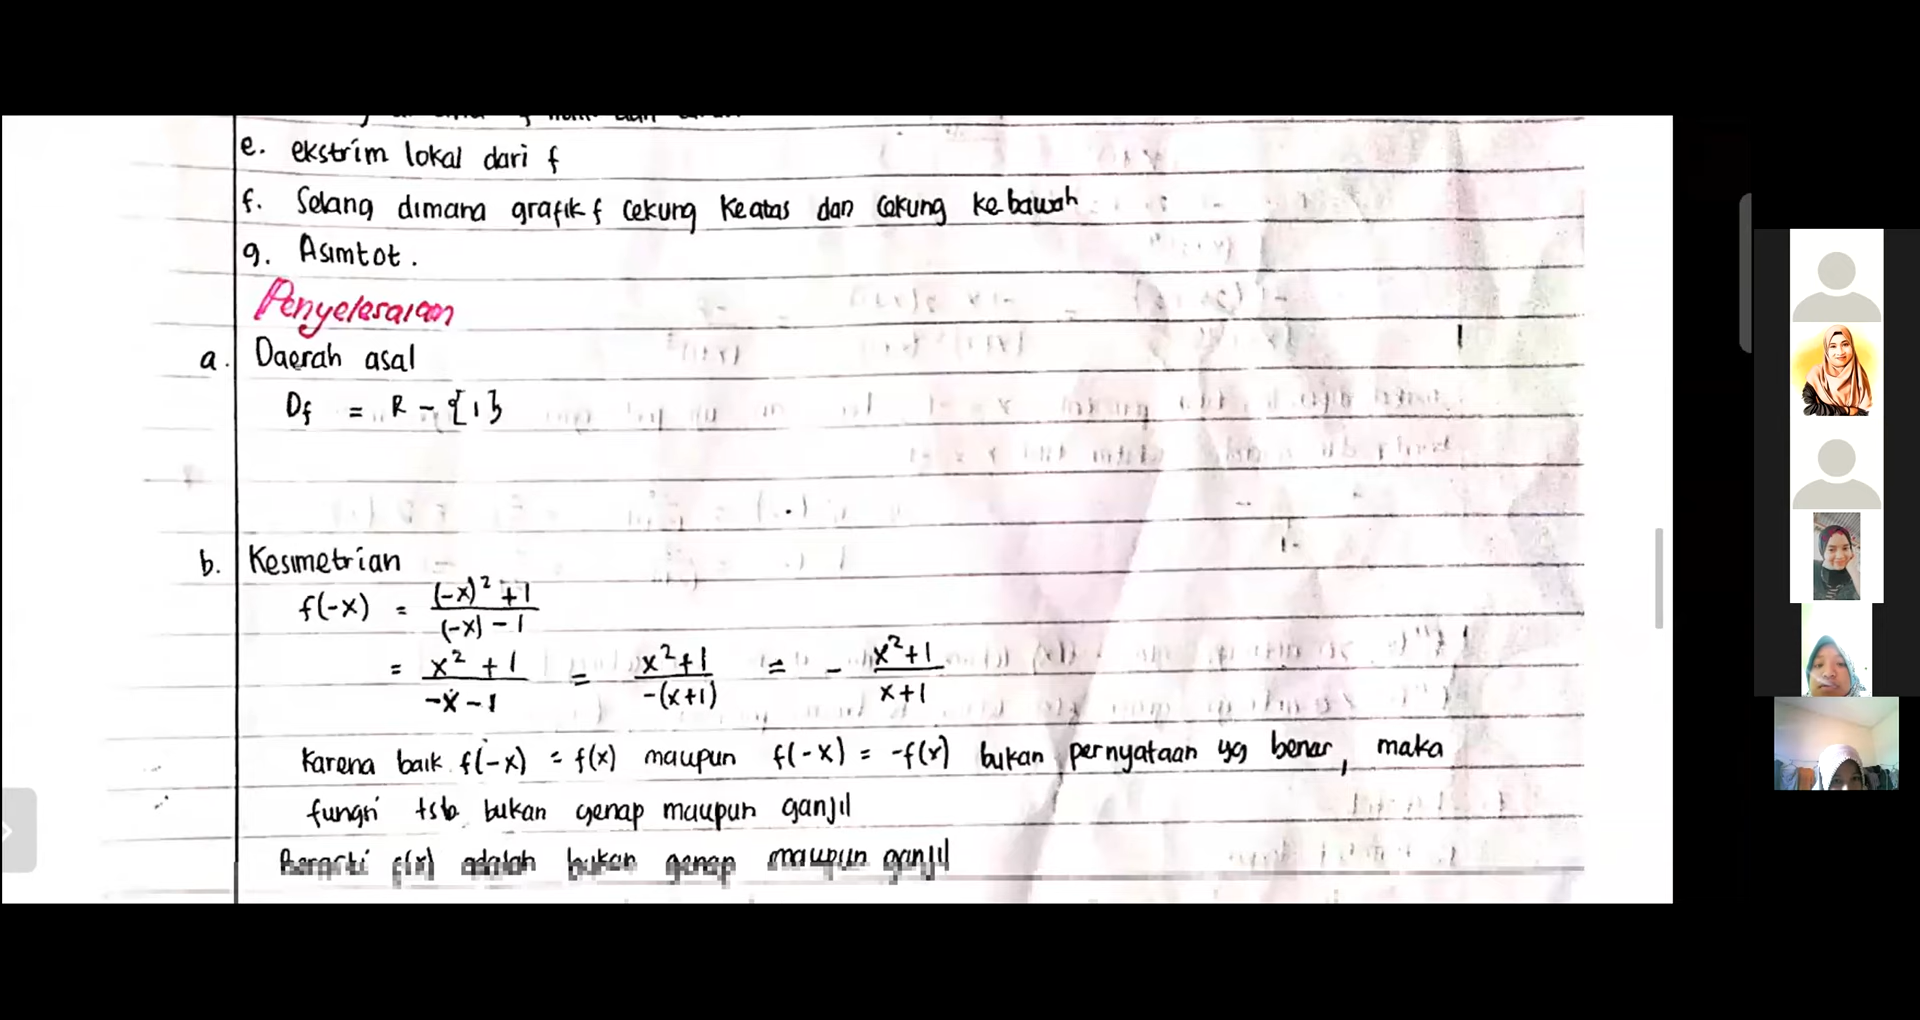 e. ekstrim lokal dari f
f. Selang dimana grafik f cekung keatas dan cekung kebawah
g. Asimtot.
Penyelesaian
a. Daerah asal
Df = R - {1}
b. Kesimetrian
f(-x) = (-x)² + 1 / (-x) - 1
= x² + 1 / -x - 1 = x² + 1 / -(x+1) = - x² + 1 / x + 1
Karena baik f(-x) = f(x) maupun f(-x) = -f(x) bukan pernyataan yg benar, maka
fungsi tsb. bukan genap maupun ganjil
Berarti f(x) adalah bukan genap maupun ganjil